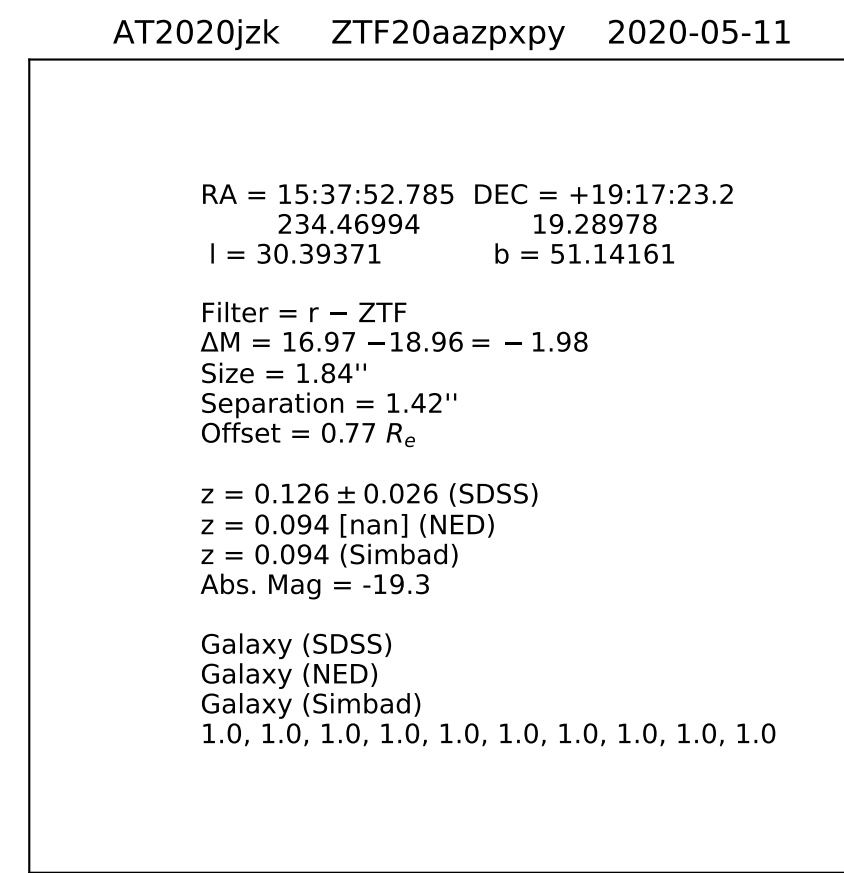 AT2020jzk ZTF20aazpxpy 2020-05-11
RA = 15:37:52.785 DEC = +19:17:23.2
234.46994 19.28978
l = 30.39371 b = 51.14161
Filter = r − ZTF
ΔM = 16.97 −18.96 = − 1.98
Size = 1.84''
Separation = 1.42''
Offset = 0.77 Rₑ
z = 0.126 ± 0.026 (SDSS)
z = 0.094 [nan] (NED)
z = 0.094 (Simbad)
Abs. Mag = -19.3
Galaxy (SDSS)
Galaxy (NED)
Galaxy (Simbad)
1.0, 1.0, 1.0, 1.0, 1.0, 1.0, 1.0, 1.0, 1.0, 1.0